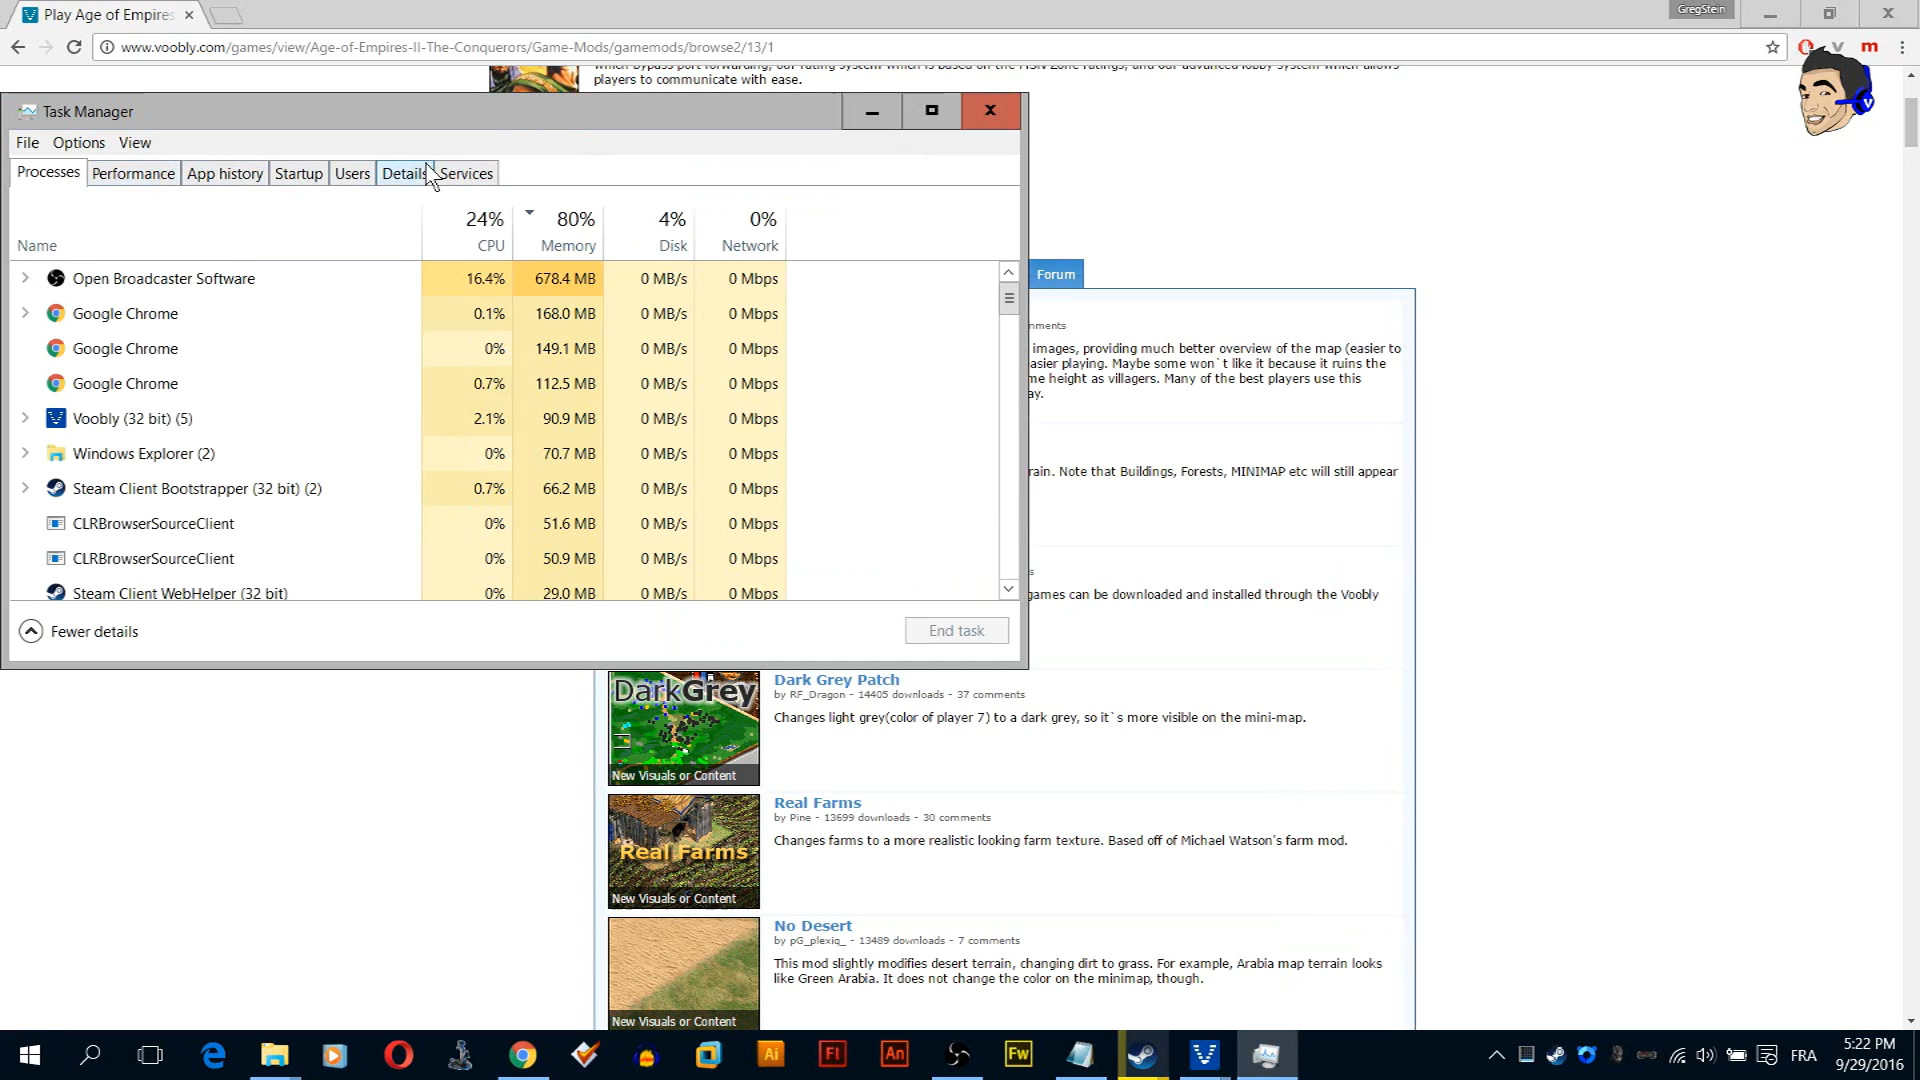 Play Age of Empires
GregStein
www.voobly.com/games/view/Age-of-Empires-II-The-Conquerors/Game-Mods/gamemods/browse2/13/1
m
players to communicate with ease.
Task Manager
File Options View
Processes Performance App history Startup Users Details Services
24% 80% 4% 0%
Name CPU Memory Disk Network
Open Broadcaster Software 16.4% 678.4 MB 0 MB/s 0 Mbps
Google Chrome 0.1% 168.0 MB 0 MB/s 0 Mbps
Google Chrome 0% 149.1 MB 0 MB/s 0 Mbps
Google Chrome 0.7% 112.5 MB 0 MB/s 0 Mbps
Voobly (32 bit) (5) 2.1% 90.9 MB 0 MB/s 0 Mbps
Windows Explorer (2) 0% 70.7 MB 0 MB/s 0 Mbps
Steam Client Bootstrapper (32 bit) (2) 0.7% 66.2 MB 0 MB/s 0 Mbps
CLRBrowserSourceClient 0% 51.6 MB 0 MB/s 0 Mbps
CLRBrowserSourceClient 0% 50.9 MB 0 MB/s 0 Mbps
Steam Client WebHelper (32 bit) 0% 29.0 MB 0 MB/s 0 Mbps
Fewer details
End task
Forum
images, providing much better overview of the map (easier to
easier playing. Maybe some won`t like it because it ruins the
height as villagers. Many of the best players use this
Note that Buildings, Forests, MINIMAP etc will still appear
games can be downloaded and installed through the Voobly
DarkGrey
New Visuals or Content
Dark Grey Patch
by RF_Dragon - 14405 downloads - 37 comments
Changes light grey(color of player 7) to a dark grey, so it`s more visible on the mini-map.
Real Farms
New Visuals or Content
Real Farms
by Pine - 13699 downloads - 30 comments
Changes farms to a more realistic looking farm texture. Based off of Michael Watson's farm mod.
New Visuals or Content
No Desert
by pG_plexiq_ - 13489 downloads - 7 comments
This mod slightly modifies desert terrain, changing dirt to grass. For example, Arabia map terrain looks
like Green Arabia. It does not change the color on the minimap, though.
Ai
Fl
An
Fw
FRA
5:22 PM
9/29/2016